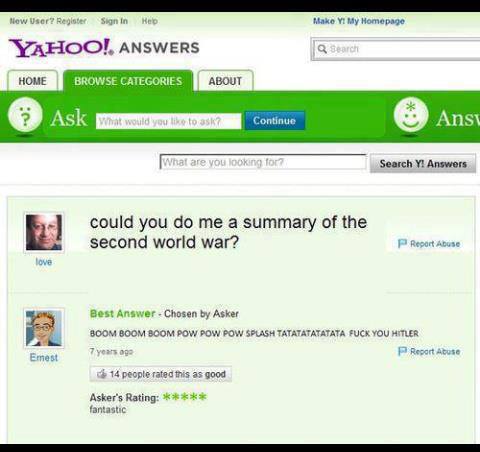 New User? Register Sign In Help Make Y! My Homepage
YAHOO! ANSWERS
Search
HOME BROWSE CATEGORIES ABOUT
Ask What would you like to ask? Continue Answ
What are you looking for? Search Y! Answers
could you do me a summary of the
second world war?
Report Abuse
love
Best Answer - Chosen by Asker
BOOM BOOM BOOM POW POW POW SPLASH TATATATATATATA FUCK YOU HITLER
7 years ago
Report Abuse
Ernest
14 people rated this as good
Asker's Rating: *****
fantastic